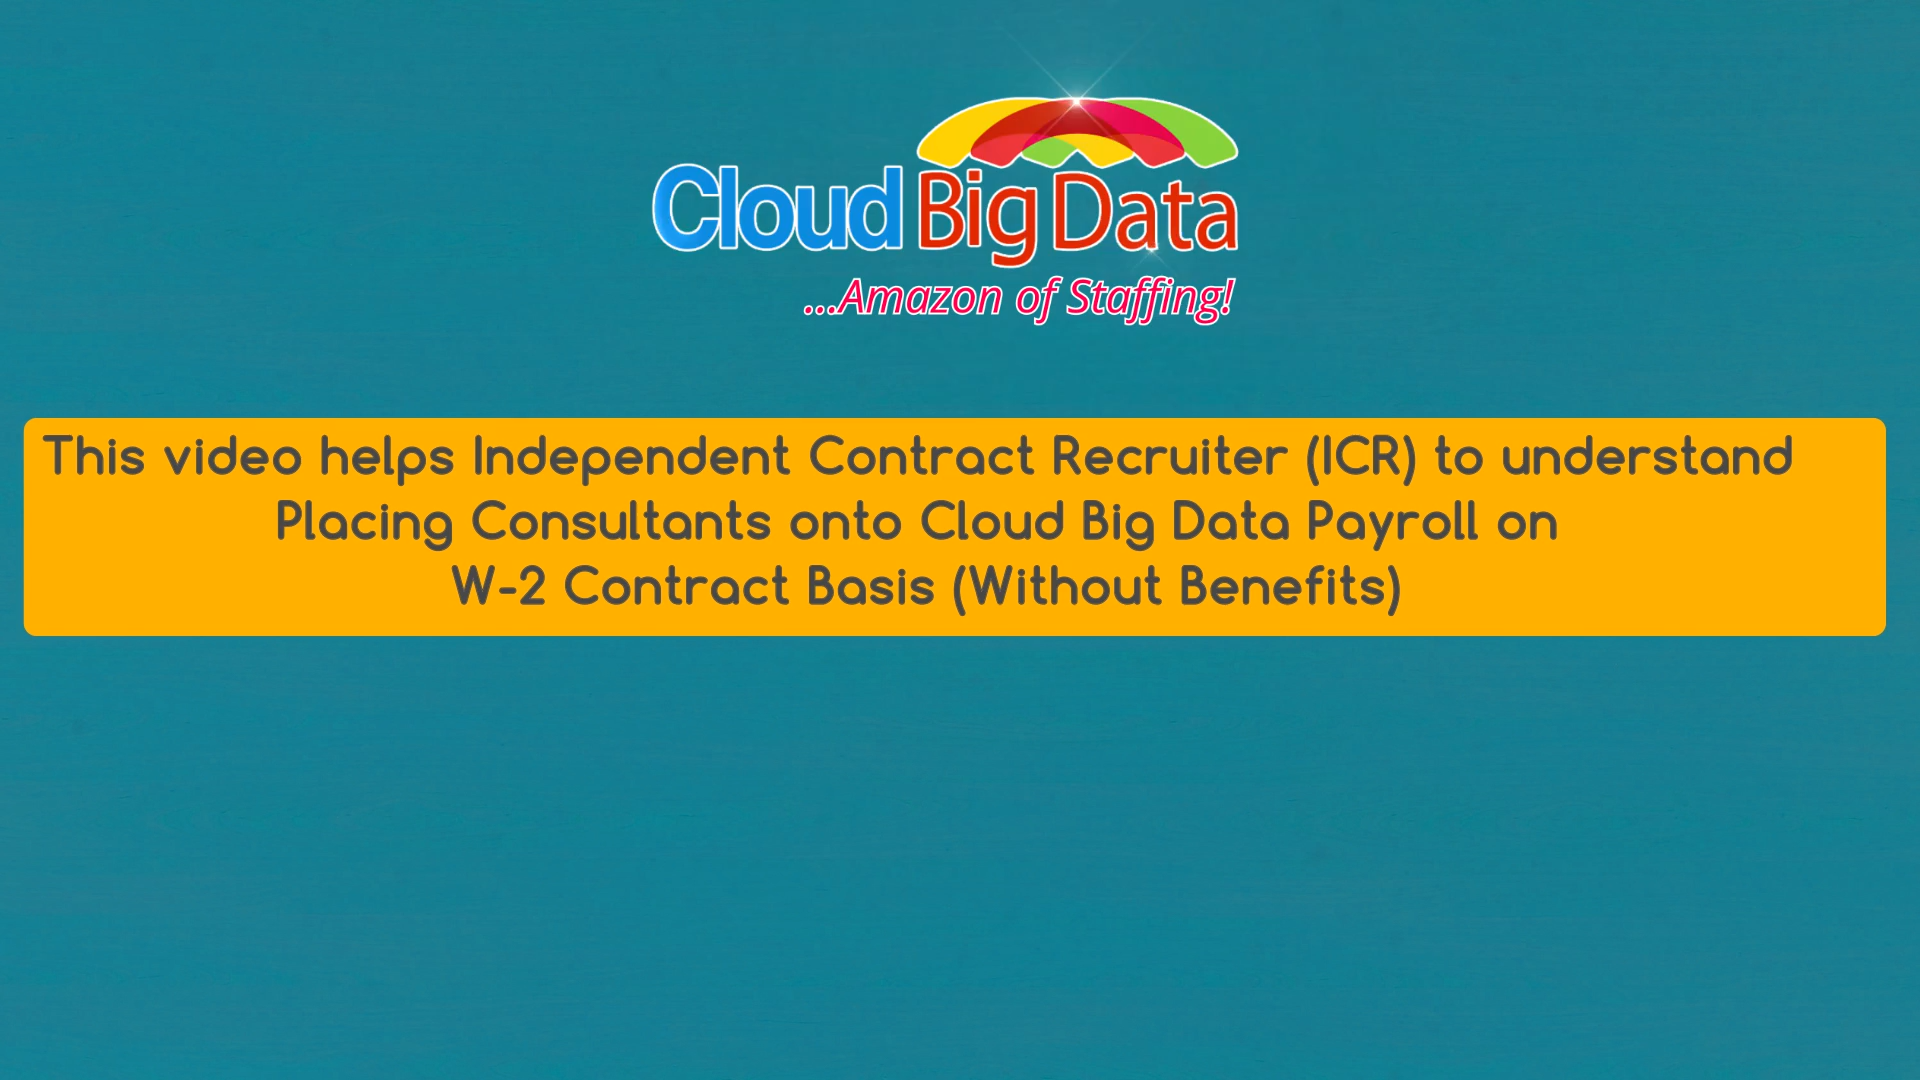 Cloud Big Data
...Amazon of Staffing!
This video helps Independent Contract Recruiter (ICR) to understand
Placing Consultants onto Cloud Big Data Payroll on
W-2 Contract Basis (Without Benefits)